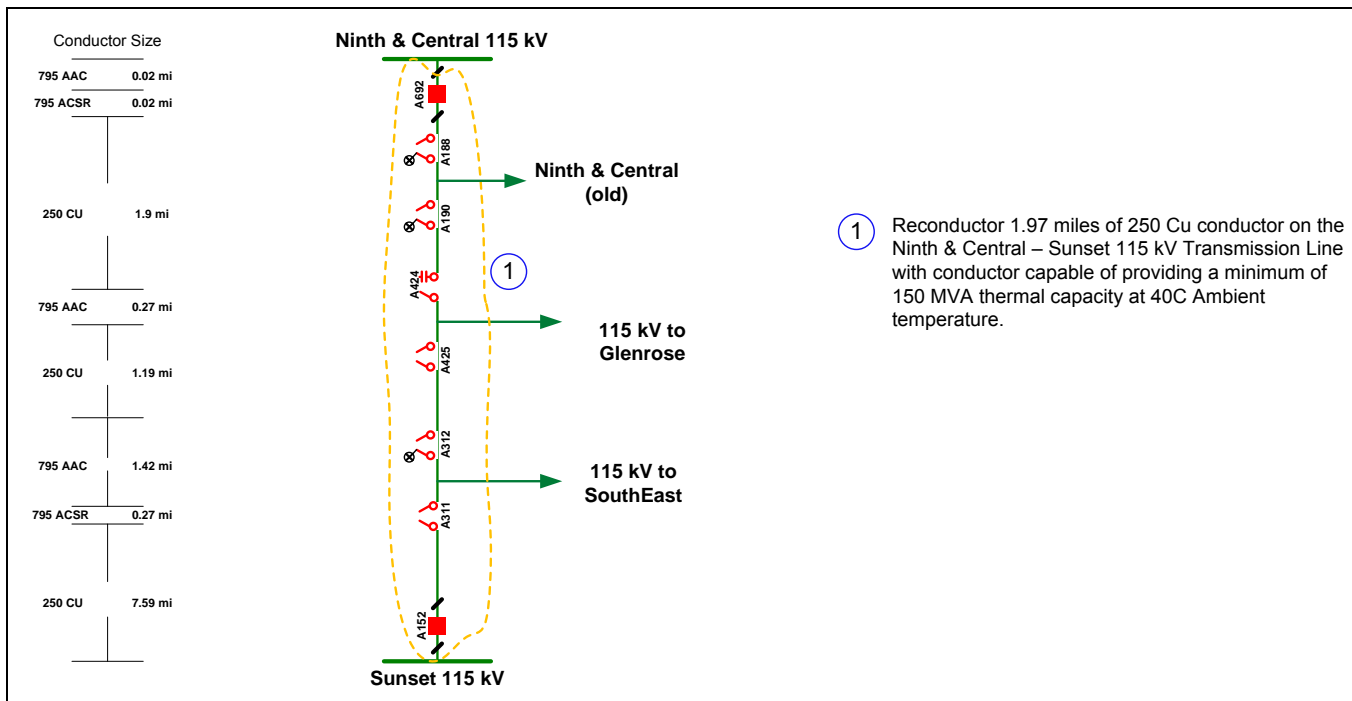 Conductor Size
795 AAC 0.02 mi
795 ACSR 0.02 mi
250 CU 1.9 mi
795 AAC 0.27 mi
250 CU 1.19 mi
795 AAC 1.42 mi
795 ACSR 0.27 mi
250 CU 7.59 mi
Ninth & Central 115 kV
A692
A188
Ninth & Central
(old)
A190
A424
1
115 kV to
Glenrose
A425
A312
115 kV to
SouthEast
A311
A152
Sunset 115 kV
1
Reconductor 1.97 miles of 250 Cu conductor on the
Ninth & Central – Sunset 115 kV Transmission Line
with conductor capable of providing a minimum of
150 MVA thermal capacity at 40C Ambient
temperature.